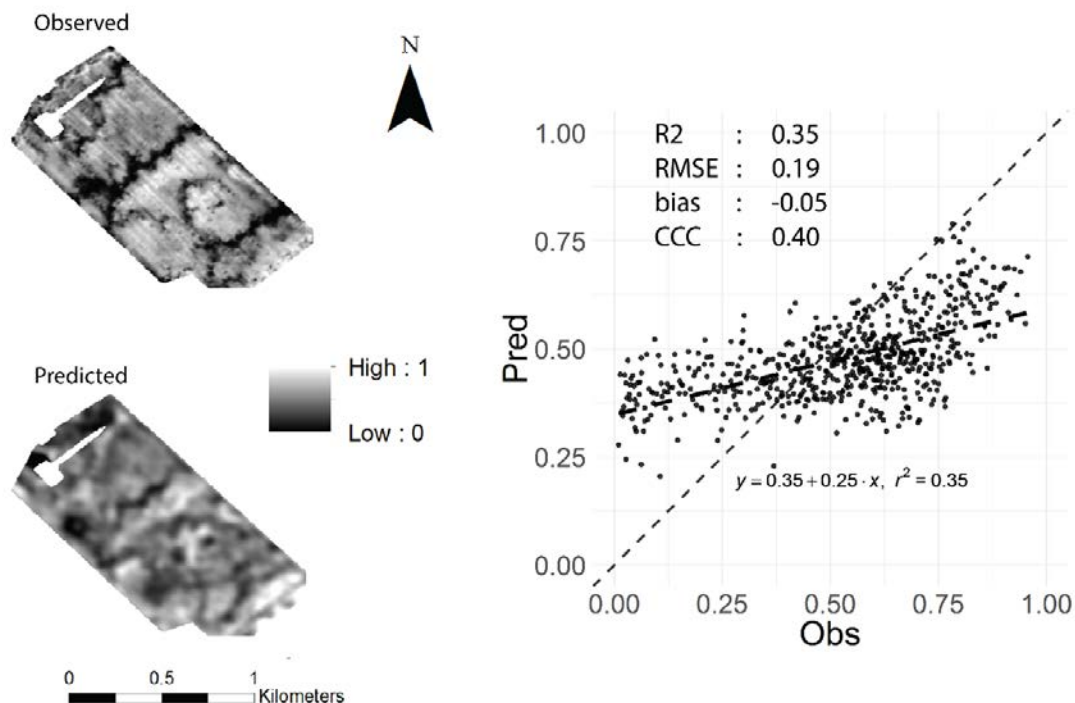 Observed
N
Predicted
High : 1
Low : 0
0 0.5 1
Kilometers
R2 : 0.35
RMSE : 0.19
bias : -0.05
CCC : 0.40
1.00
0.75
0.50
0.25
0.00
Pred
y = 0.35 + 0.25 · x, r² = 0.35
0.00 0.25 0.50 0.75 1.00
Obs